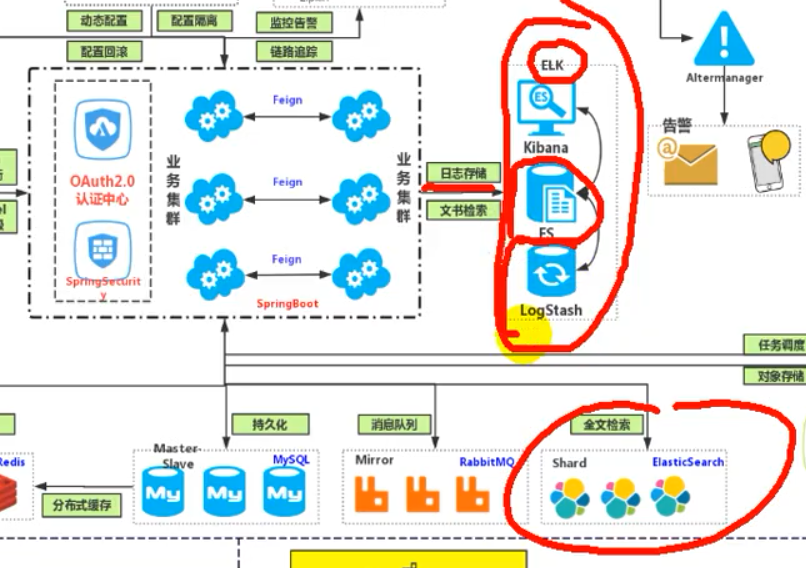 动态配置
配置隔离
监控告警
配置回滚
链路追踪
ELK
ES
Kibana
Altermanager
告警
@
OAuth2.0
认证中心
SpringSecurit
y
业务集群
Feign
Feign
Feign
SpringBoot
业务集群
日志存储
文书检索
ES
LogStash
任务调度
对象存储
持久化
消息队列
全文检索
Redis
分布式缓存
Master-
Slave
MySQL
My
My
My
Mirror
RabbitMQ
Shard
ElasticSearch